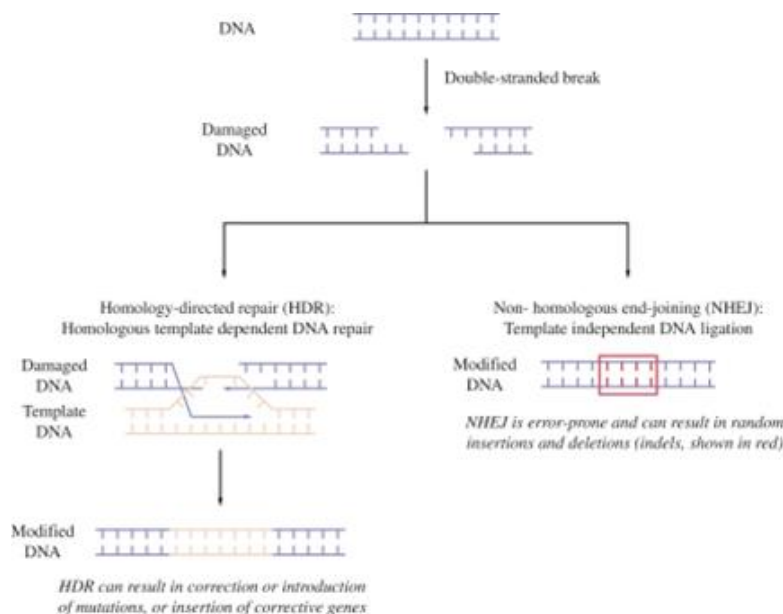 DNA
Double-stranded break
Damaged
DNA
Homology-directed repair (HDR):
Homologous template dependent DNA repair
Damaged
DNA
Template
DNA
Modified
DNA
HDR can result in correction or introduction
of mutations, or insertion of corrective genes
Non- homologous end-joining (NHEJ):
Template independent DNA ligation
Modified
DNA
NHEJ is error-prone and can result in random
insertions and deletions (indels, shown in red)